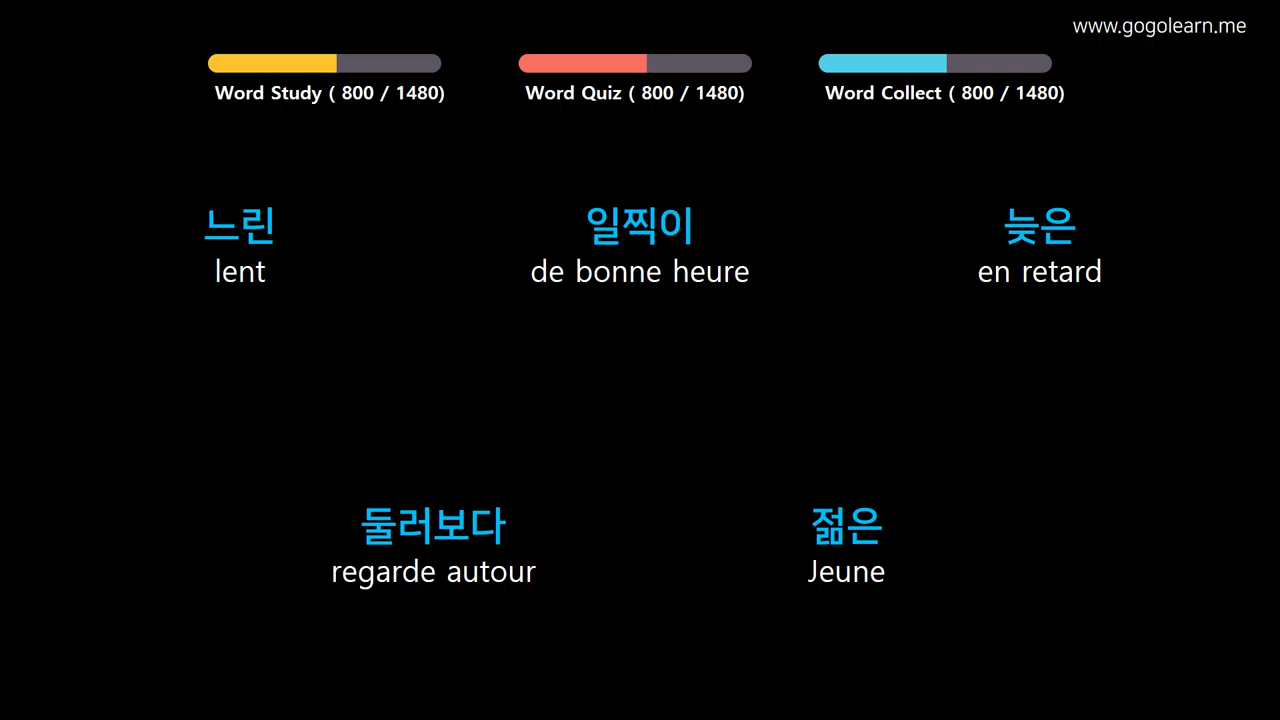 www.gogolearn.me
Word Study ( 800 / 1480)
Word Quiz ( 800 / 1480)
Word Collect ( 800 / 1480)
느린
lent
일찍이
de bonne heure
늦은
en retard
둘러보다
regarde autour
젊은
Jeune